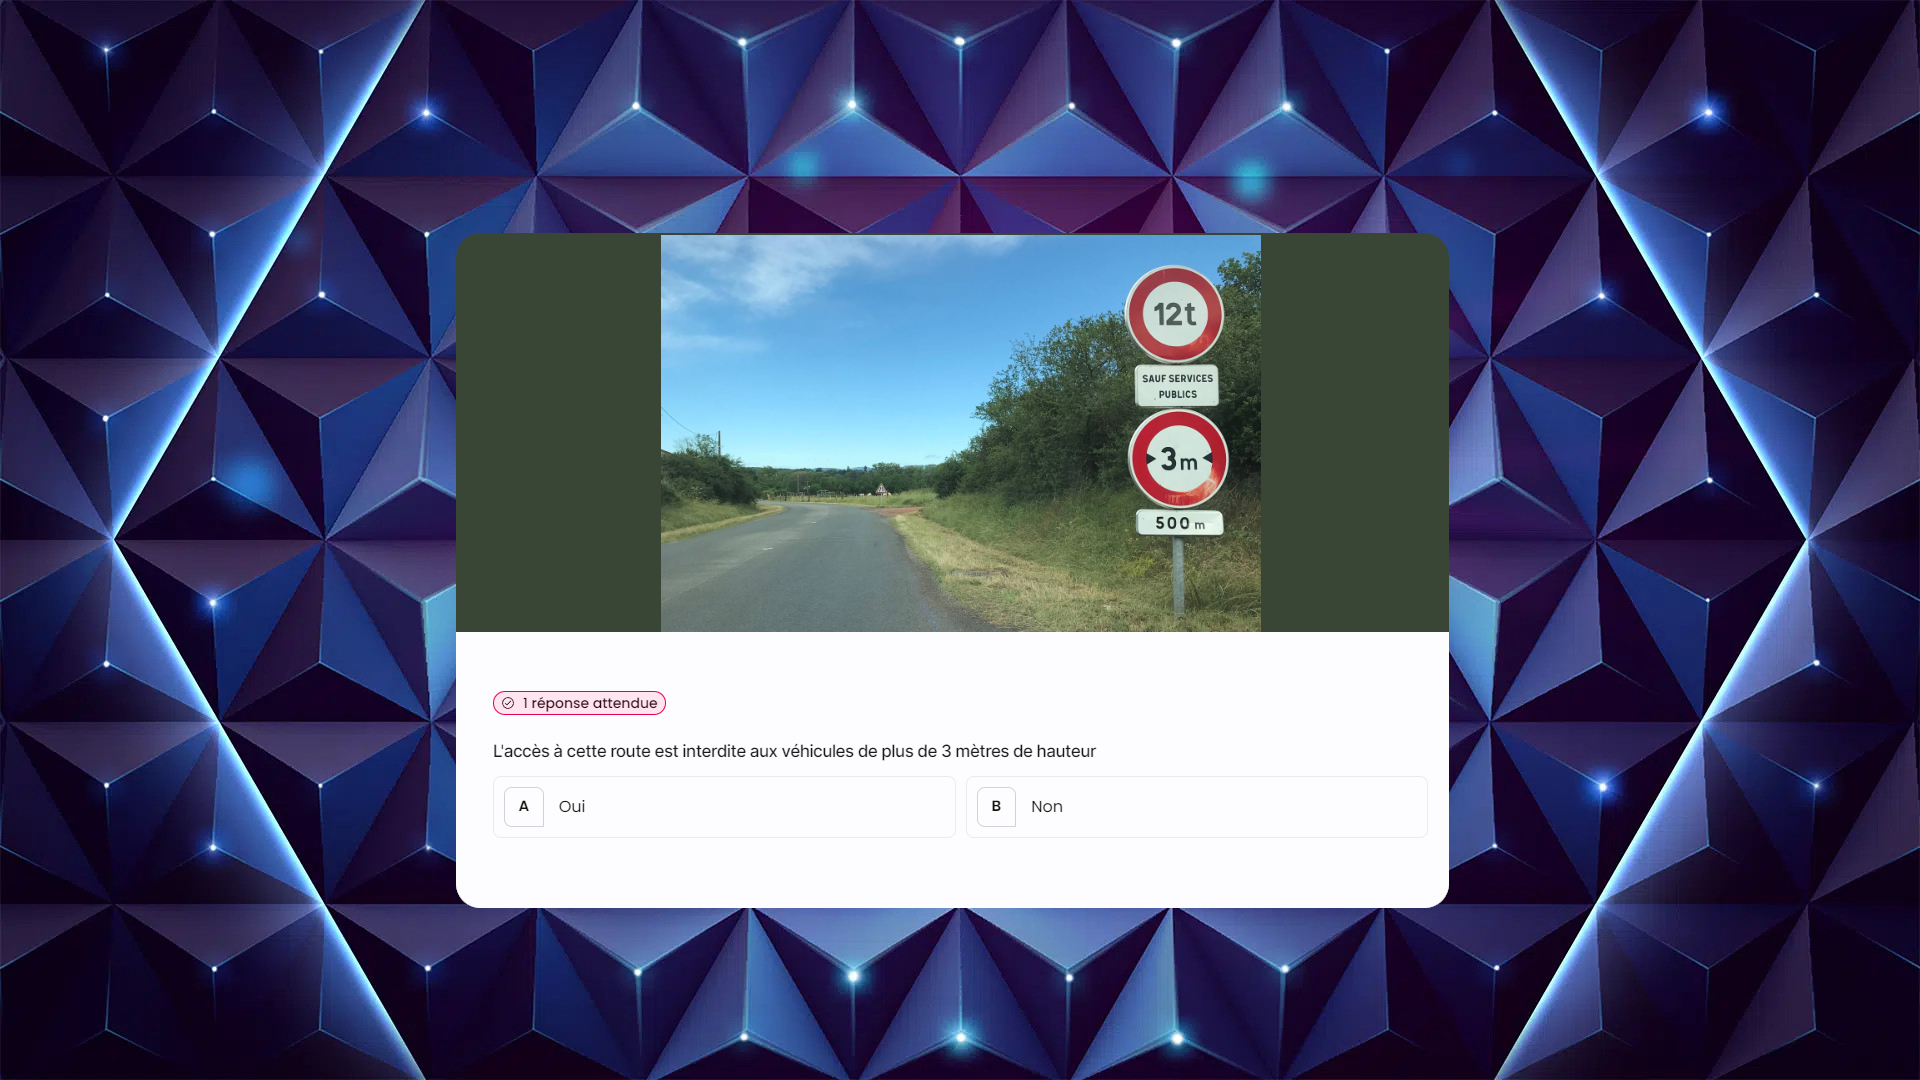 12t
SAUF SERVICES
PUBLICS
3m
500 m
1 réponse attendue
L'accès à cette route est interdite aux véhicules de plus de 3 mètres de hauteur
A Oui
B Non